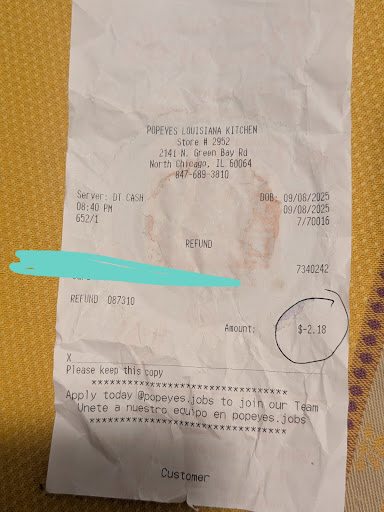 POPEYES LOUISIANA KITCHEN
Store # 2952
2141 N. Green Bay Rd
North Chicago, IL 60064
847-689-3810
Server: DT CASH DOB: 09/08/2025
08:40 PM 09/08/2025
652/1 7/70016
REFUND
7340242
REFUND 087310
Amount: $-2.18
X
Please keep this copy
********************************
Apply today @popeyes.jobs to join our Team
Unete a nuestro equipo en popeyes.jobs
********************************
Customer